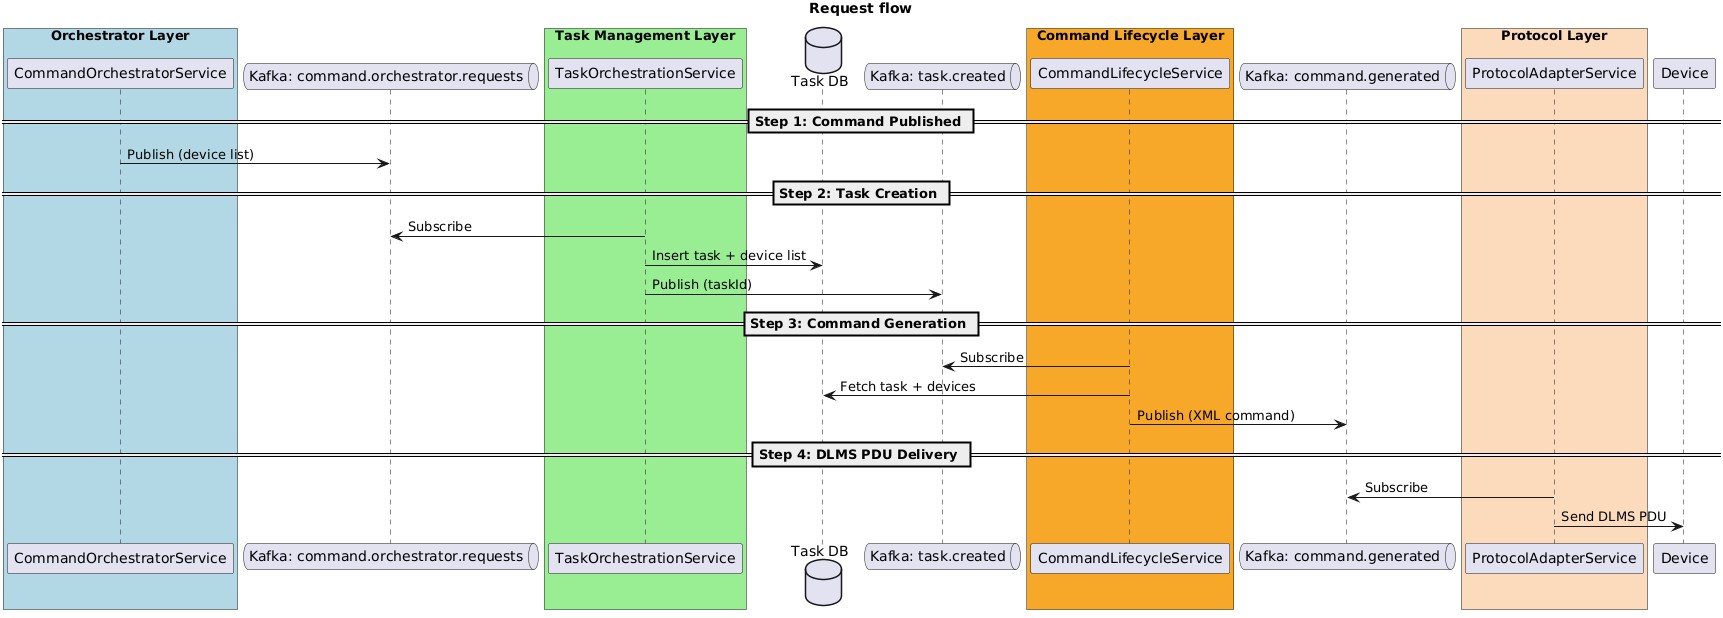 Request flow
Orchestrator Layer
Task Management Layer
Command Lifecycle Layer
Protocol Layer
CommandOrchestratorService
Kafka: command.orchestrator.requests
TaskOrchestrationService
Task DB
Kafka: task.created
CommandLifecycleService
Kafka: command.generated
ProtocolAdapterService
Device
Step 1: Command Published
Publish (device list)
Step 2: Task Creation
Subscribe
Insert task + device list
Publish (taskId)
Step 3: Command Generation
Subscribe
Fetch task + devices
Publish (XML command)
Step 4: DLMS PDU Delivery
Subscribe
Send DLMS PDU
CommandOrchestratorService
Kafka: command.orchestrator.requests
TaskOrchestrationService
Task DB
Kafka: task.created
CommandLifecycleService
Kafka: command.generated
ProtocolAdapterService
Device